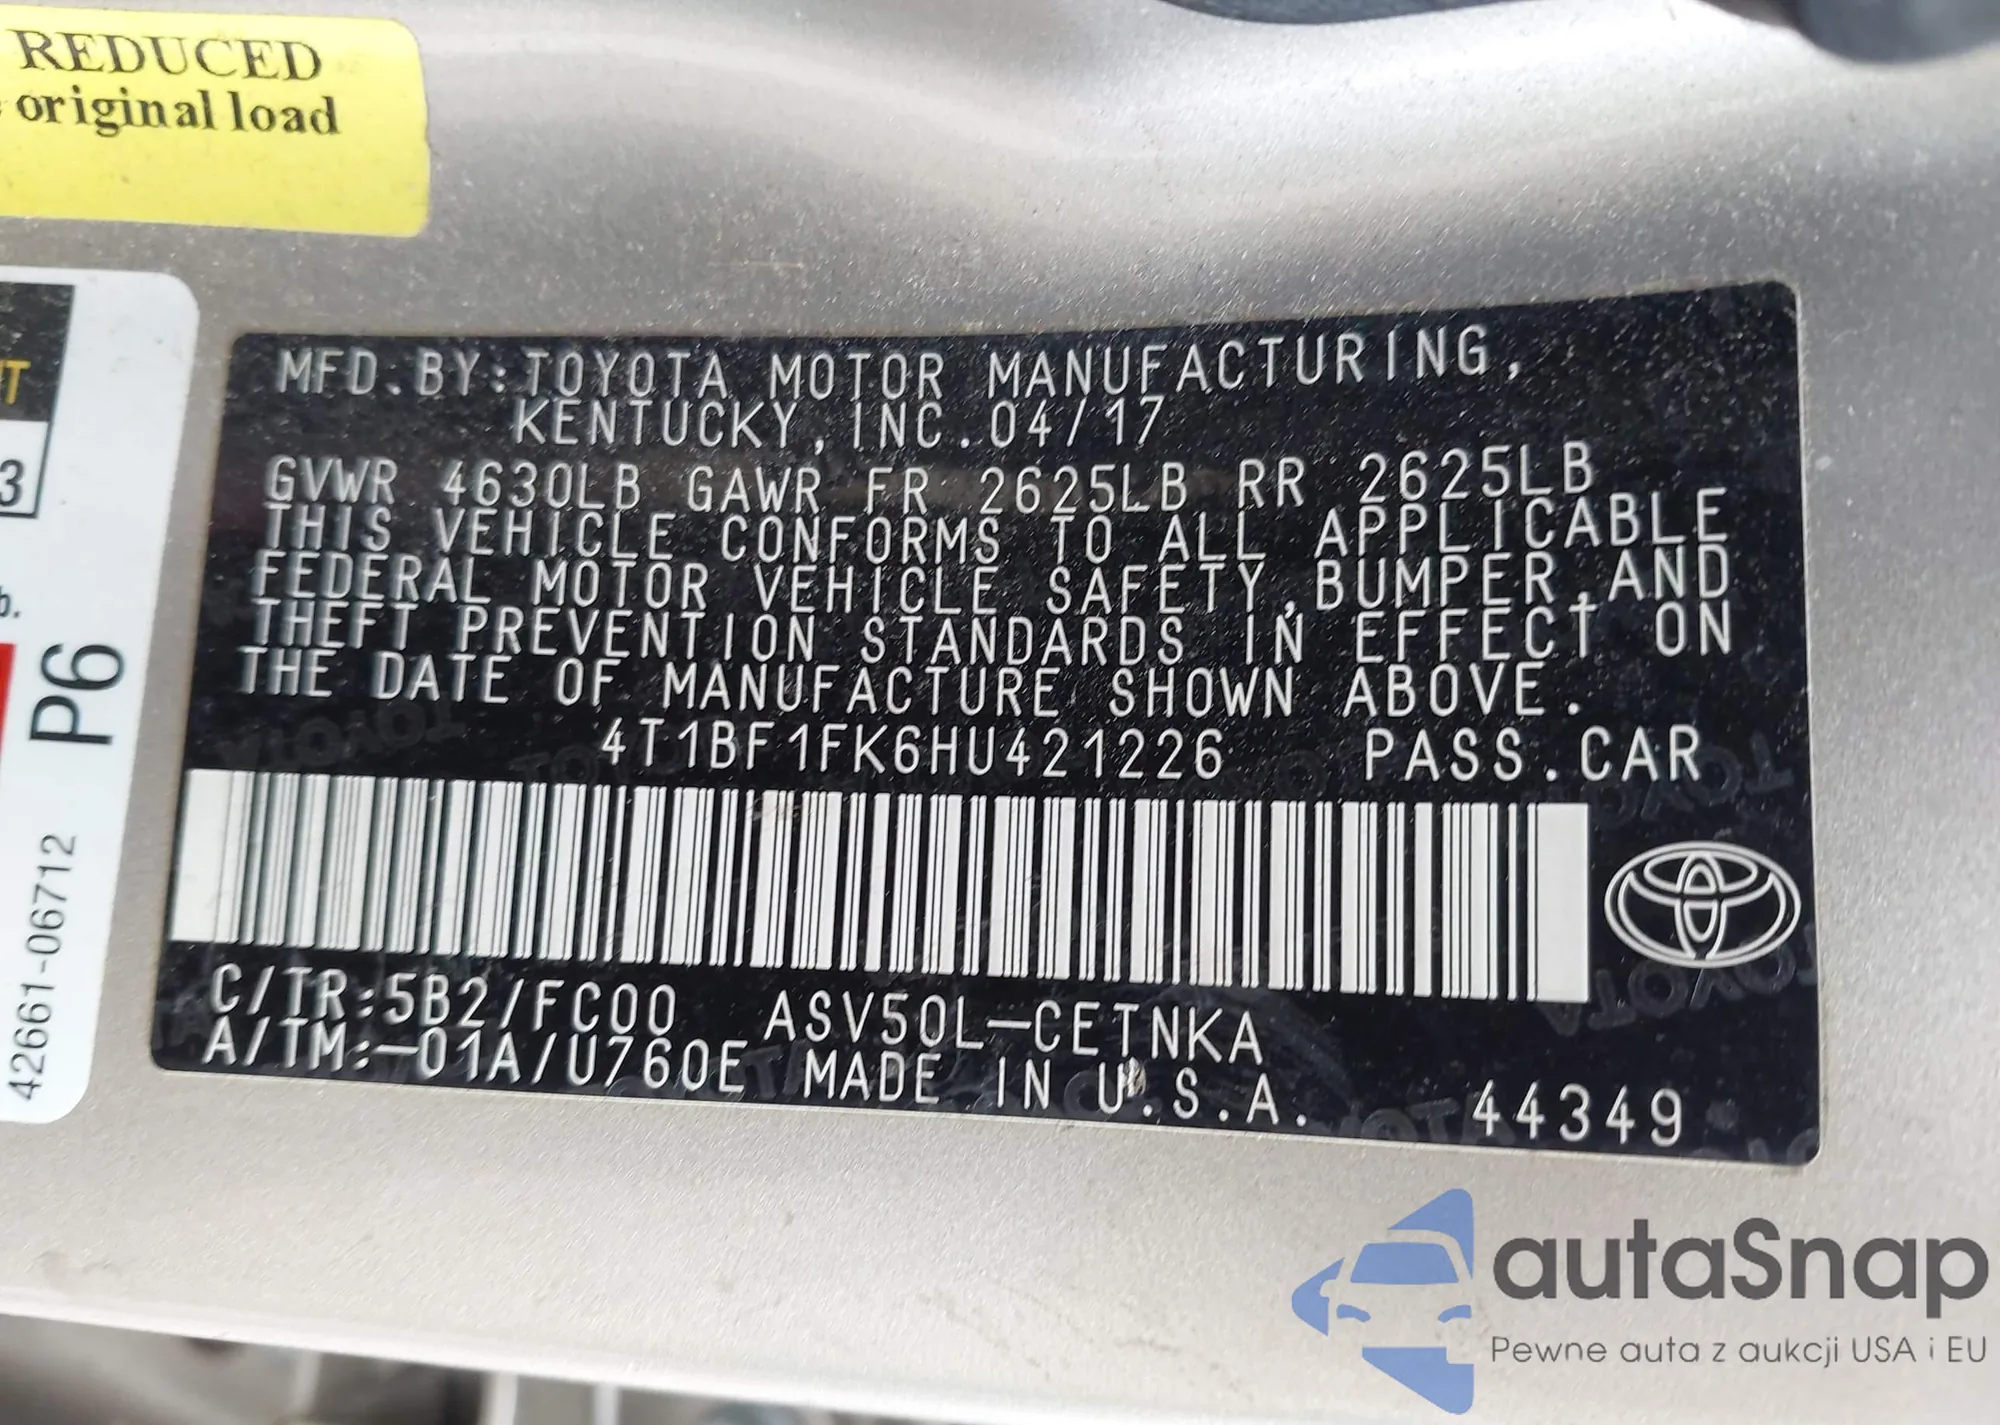 REDUCED
original load
T
3
b.
P6
42661-06712
MFD.BY:TOYOTA MOTOR MANUFACTURING,
KENTUCKY,INC.04/17
GVWR 4630LB GAWR FR 2625LB RR 2625LB
THIS VEHICLE CONFORMS TO ALL APPLICABLE
FEDERAL MOTOR VEHICLE SAFETY,BUMPER,AND
THEFT PREVENTION STANDARDS IN EFFECT ON
THE DATE OF MANUFACTURE SHOWN ABOVE.
4T1BF1FK6HU421226 PASS.CAR
C/TR:5B2/FC00 ASV50L-CETNKA
A/TM:-01A/U760E MADE IN U.S.A. 44349
autaSnap
Pewne auta z aukcji USA i EU